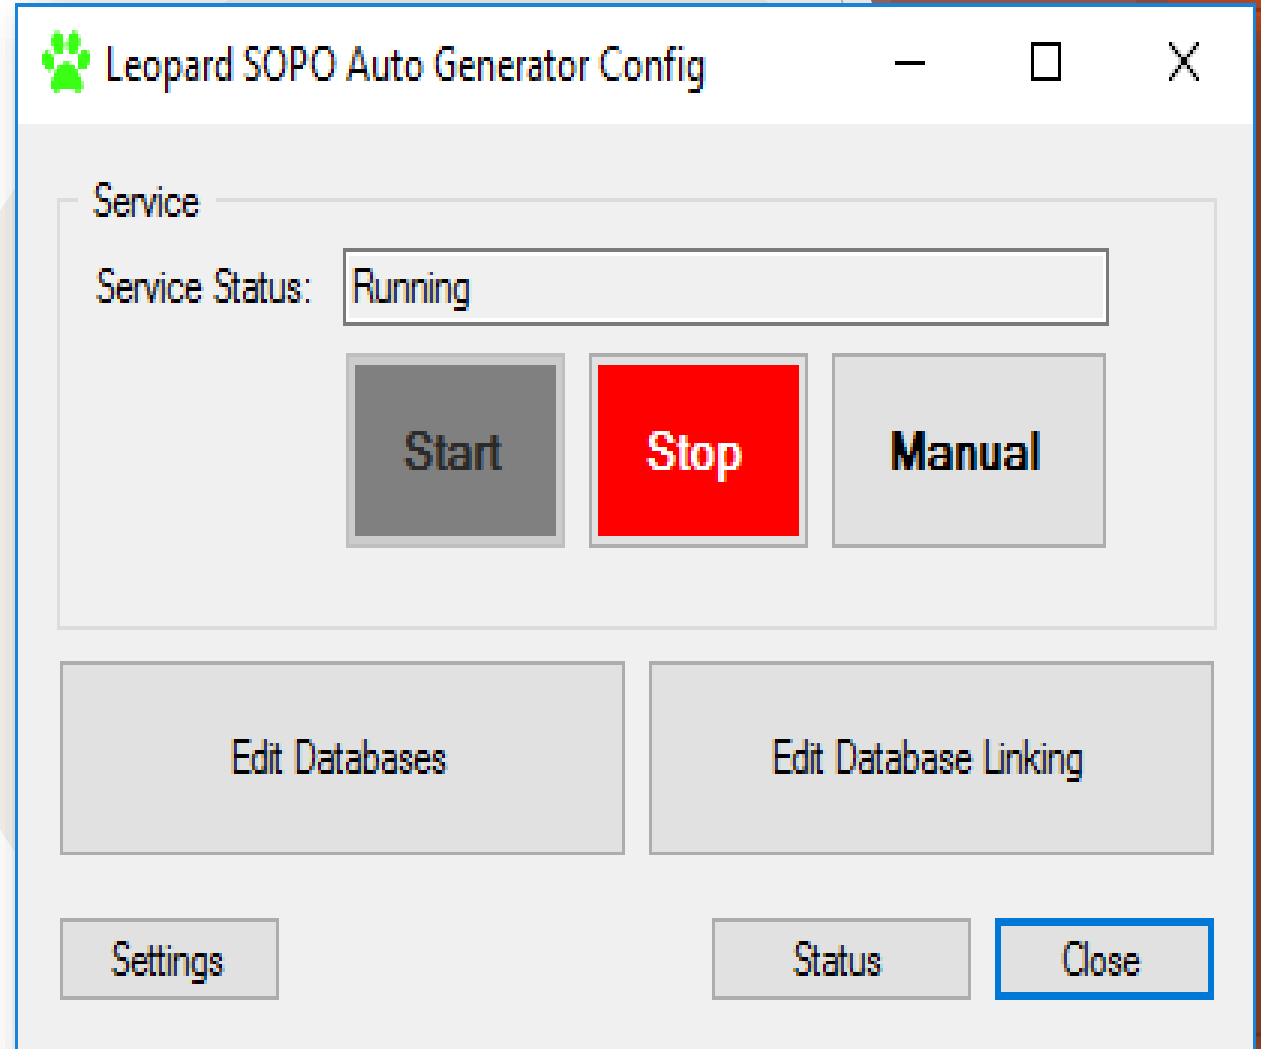 Leopard SOPO Auto Generator Config
Service
Service Status: Running
Start Stop Manual
Edit Databases Edit Database Linking
Settings Status Close